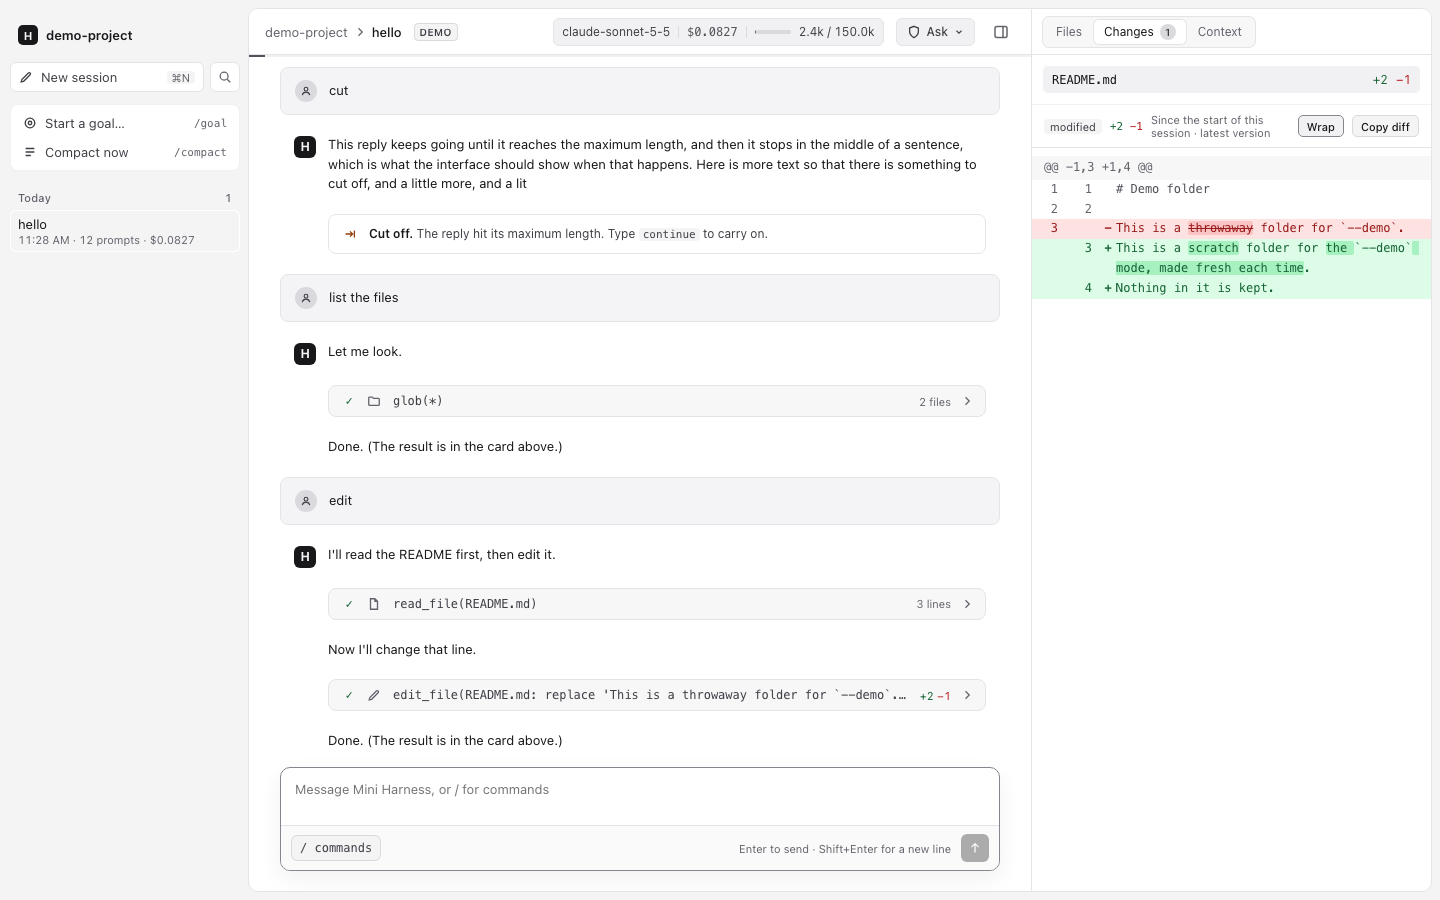 H demo-project
New session ⌘N
Start a goal... /goal
Compact now /compact
Today 1
hello
11:28 AM · 12 prompts · $0.0827
demo-project > hello DEMO
claude-sonnet-5-5 $0.0827 2.4k / 150.0k
Ask
cut
H This reply keeps going until it reaches the maximum length, and then it stops in the middle of a sentence,
which is what the interface should show when that happens. Here is more text so that there is something to
cut off, and a little more, and a lit
Cut off. The reply hit its maximum length. Type continue to carry on.
list the files
H Let me look.
✓ glob(*) 2 files
Done. (The result is in the card above.)
edit
H I'll read the README first, then edit it.
✓ read_file(README.md) 3 lines
Now I'll change that line.
✓ edit_file(README.md: replace 'This is a throwaway folder for `--demo`.… +2 −1
Done. (The result is in the card above.)
Message Mini Harness, or / for commands
/ commands
Enter to send · Shift+Enter for a new line
Files Changes 1 Context
README.md +2 −1
modified +2 −1 Since the start of this
session · latest version
Wrap Copy diff
@@ −1,3 +1,4 @@
1 1 # Demo folder
2 2
3 −This is a throwaway folder for `--demo`.
3 +This is a scratch folder for the `--demo`
mode, made fresh each time.
4 +Nothing in it is kept.